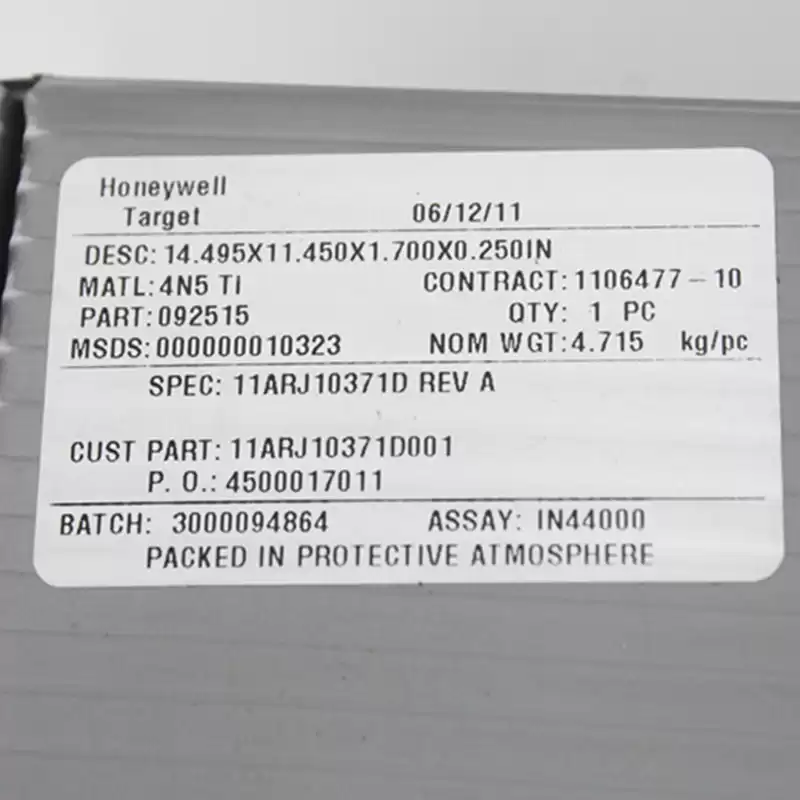 Honeywell
Target 06/12/11
DESC: 14.495X11.450X1.700X0.250IN
MATL: 4N5 TI CONTRACT: 1106477-10
PART: 092515 QTY: 1 PC
MSDS: 000000010323 NOM WGT: 4.715 kg/pc
SPEC: 11ARJ10371D REV A
CUST PART: 11ARJ10371D001
P. O.: 4500017011
BATCH: 3000094864 ASSAY: IN44000
PACKED IN PROTECTIVE ATMOSPHERE